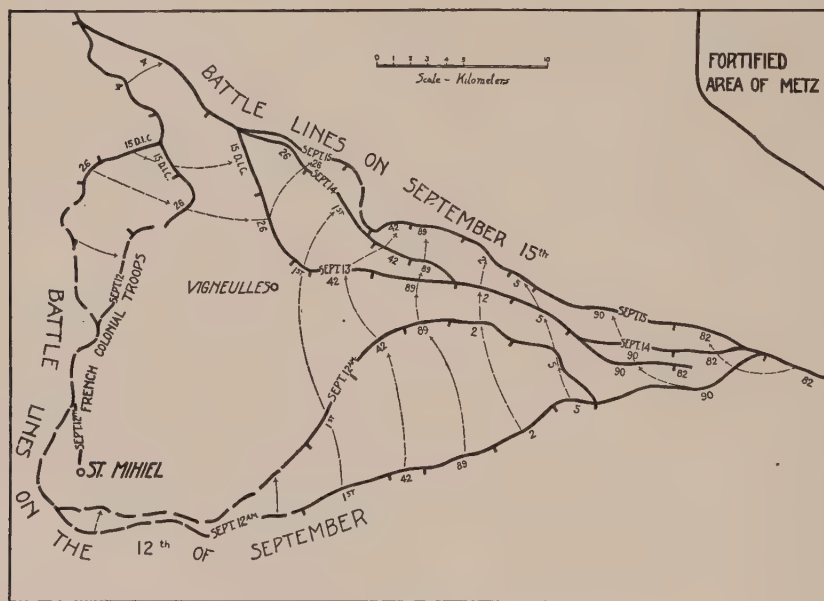 0 1 2 3 4 5 10
Scale - Kilometers
FORTIFIED
AREA OF METZ
BATTLE LINES ON SEPTEMBER 15th
4
4
15 D.I.C.
15 D.I.C.
15 D.I.C.
26
26
26
26
SEPT. 15
26
SEPT. 14
1ST
42
89
2
5
42
89
1ST
SEPT. 13
42
89
2
5
90
SEPT. 15
82
SEPT. 14
90
82
90
82
82
VIGNEULLES
SEPT. 12
FRENCH COLONIAL TROOPS
SEPT. 12
SEPT. 12
1ST
42
89
2
5
90
5
2
89
42
1ST
SEPT. 12 AM
ST. MIHIEL
BATTLE LINES ON THE 12th OF SEPTEMBER